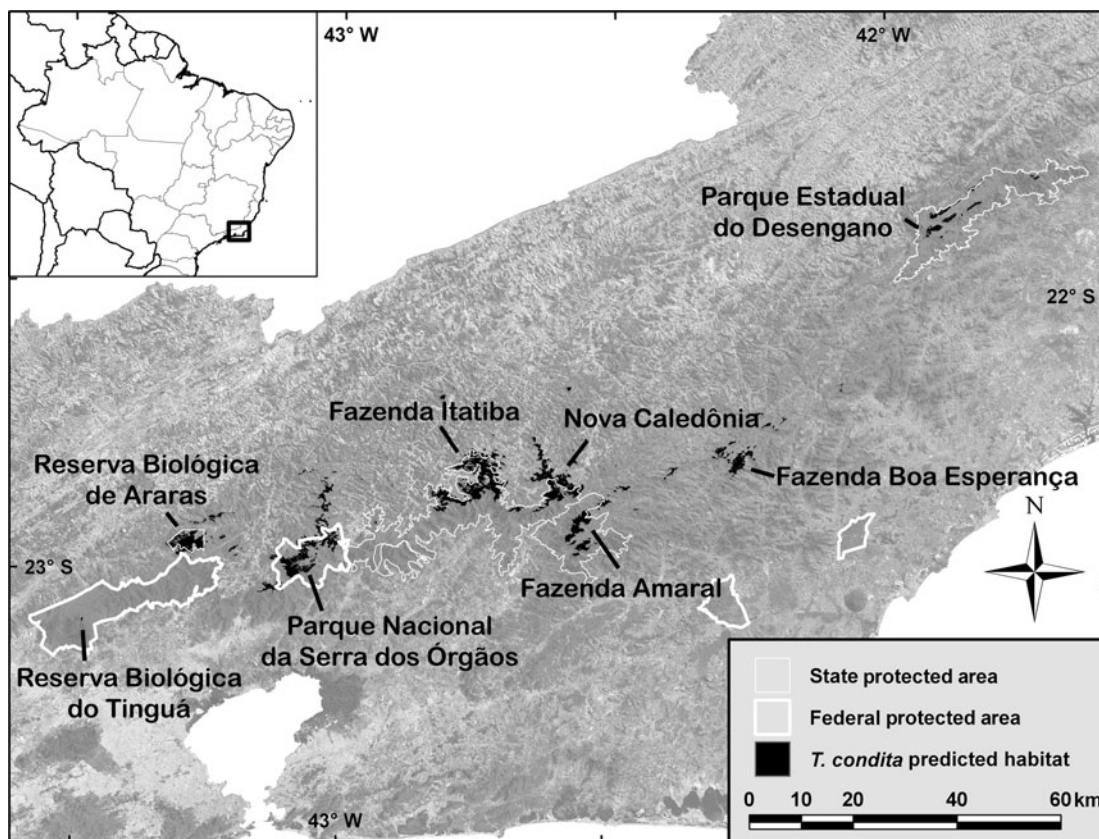 43° W
42° W
Parque Estadual
do Desengano
22° S
Fazenda Itatiba
Nova Caledônia
Reserva Biológica
de Araras
Fazenda Boa Esperança
N
23° S
Fazenda Amaral
Parque Nacional
da Serra dos Órgãos
Reserva Biológica
do Tinguá
State protected area
Federal protected area
T. condita predicted habitat
0 10 20 40 60 km
43° W